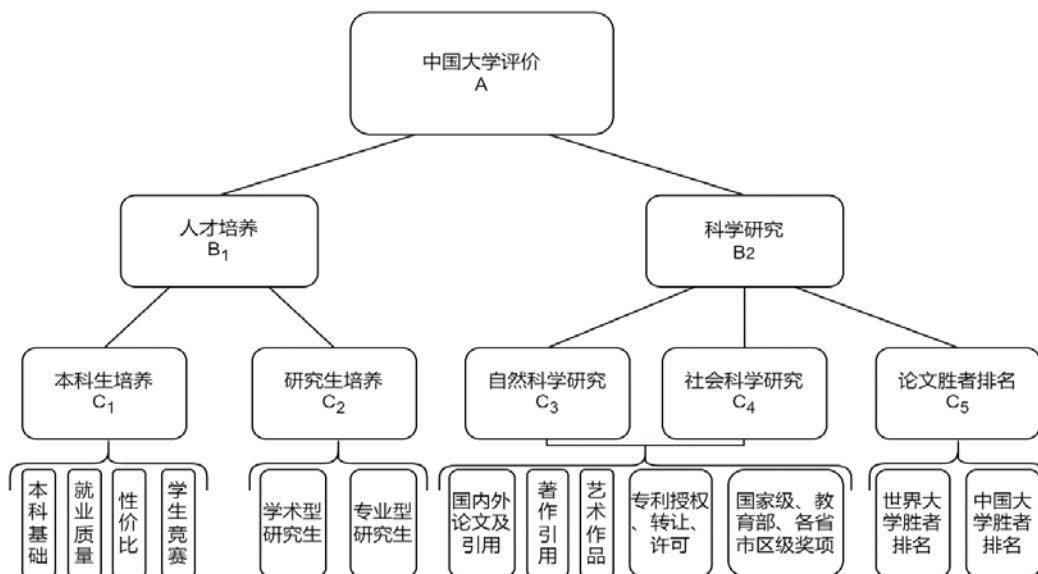 中国大学评价
A
人才培养
B1
科学研究
B2
本科生培养
C1
研究生培养
C2
自然科学研究
C3
社会科学研究
C4
论文胜者排名
C5
本科基础
就业质量
性价比
学生竞赛
学术型
研究生
专业型
研究生
国内外
论文及
引用
著作引用
艺术作品
专利授权
、转让、
许可
国家级、教
育部、各省
市区级奖项
世界大
学胜者
排名
中国大
学胜者
排名